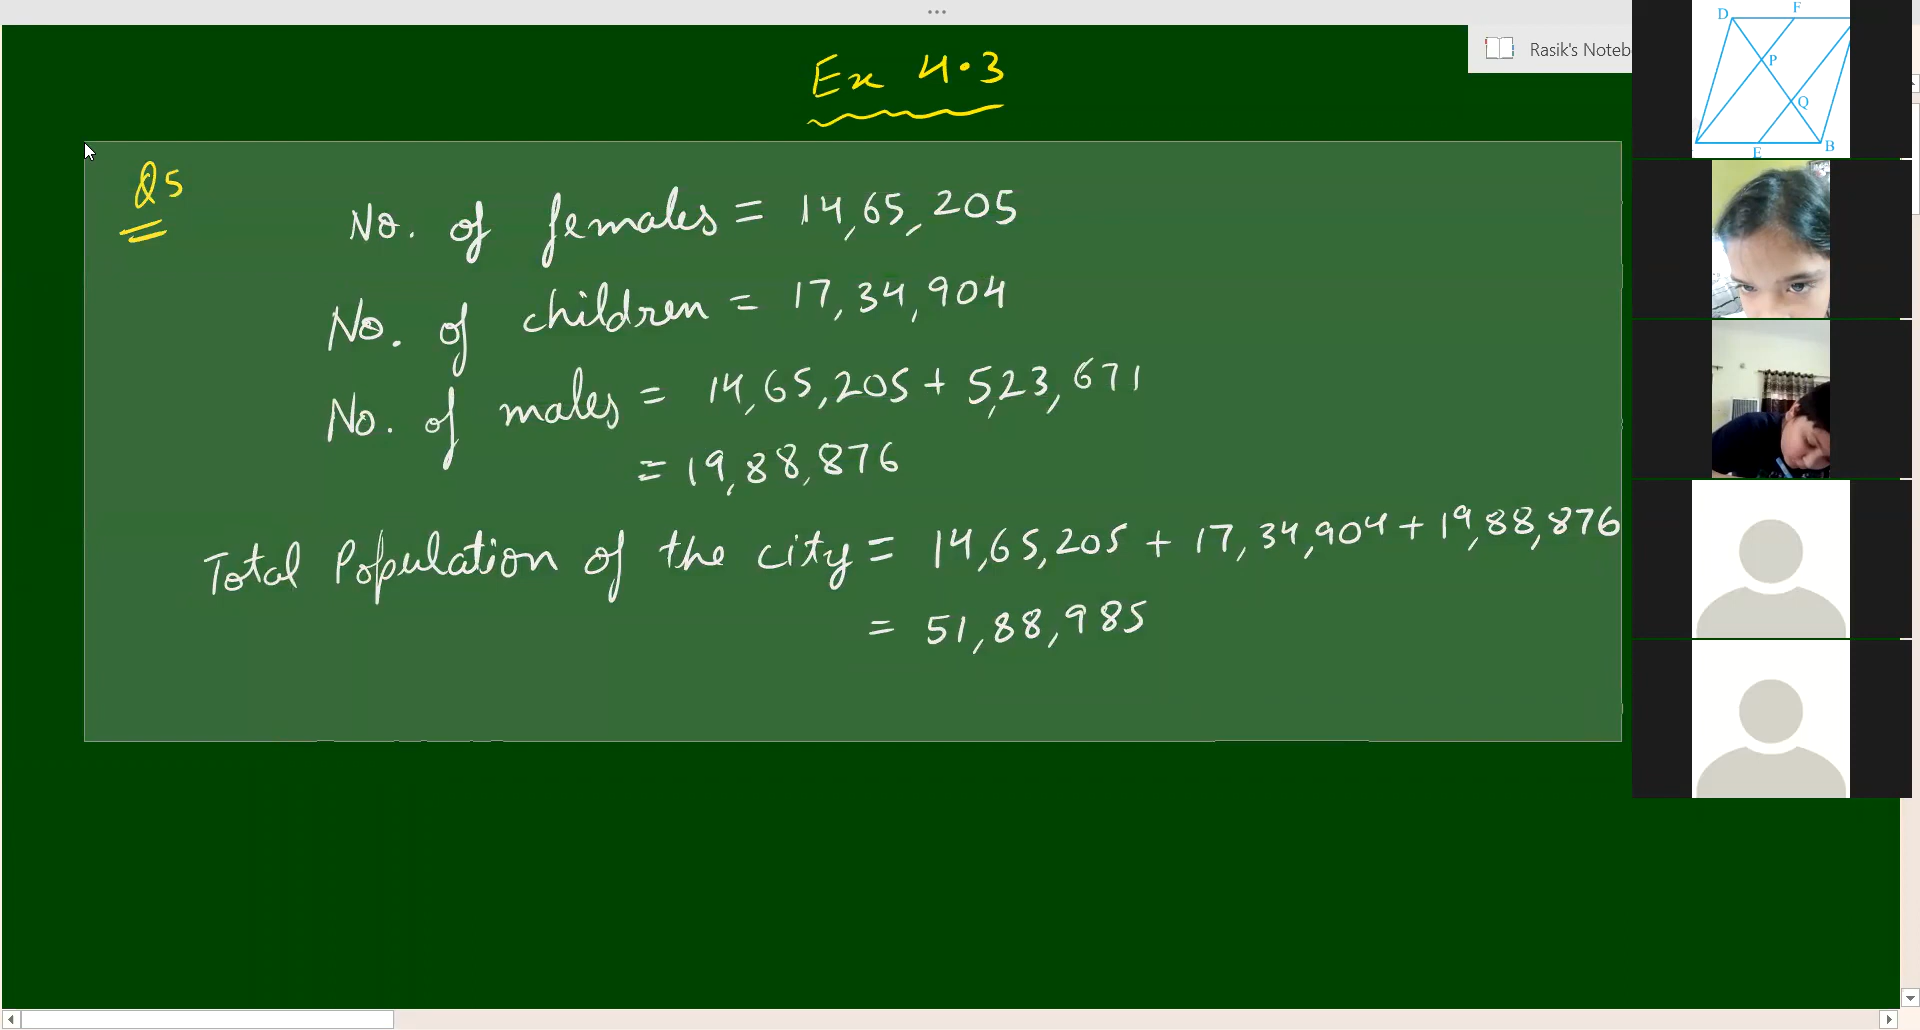 Ex 4.3
Rasik's Noteb
Q5
No. of females = 14,65,205
No. of children = 17,34,904
No. of males = 14,65,205 + 5,23,671
= 19,88,876
Total Population of the city = 14,65,205 + 17,34,904 + 19,88,876
= 51,88,985
D F
P
Q
E B